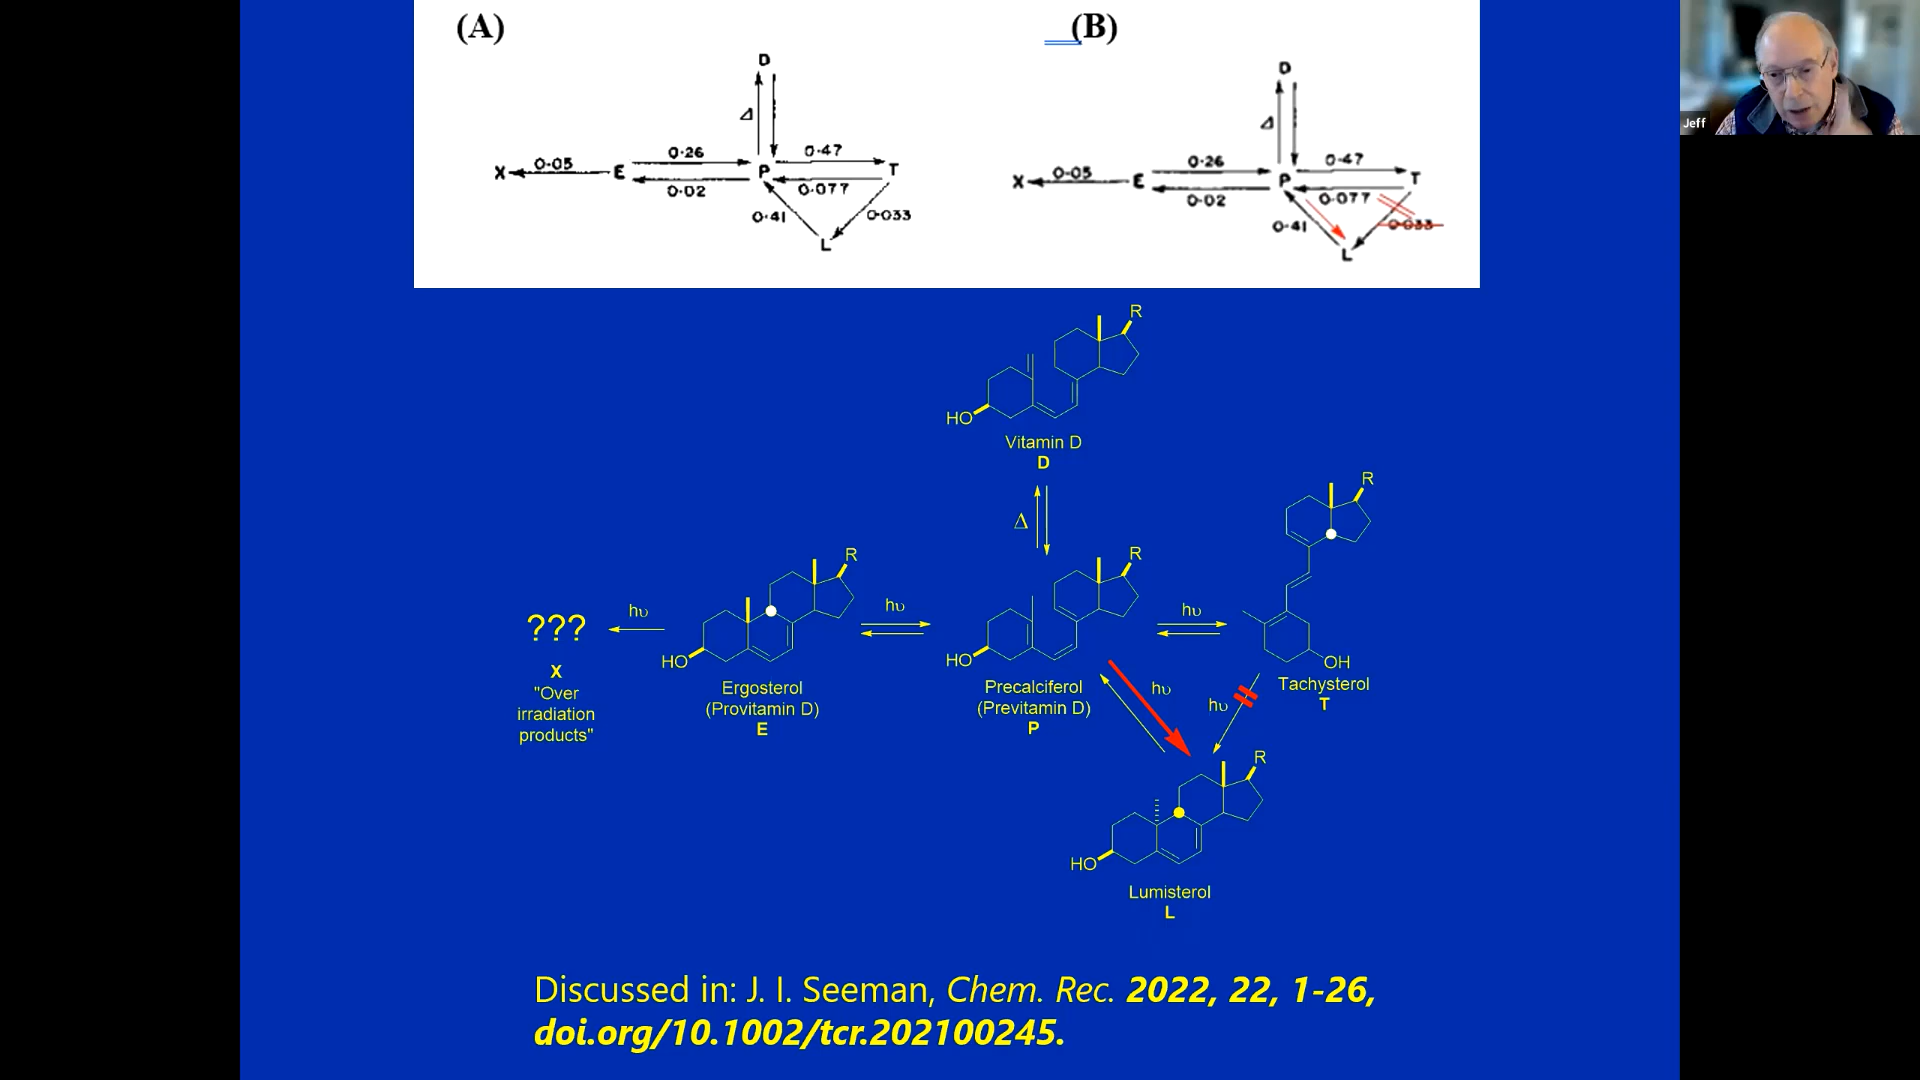 (A)
(B)
D
Δ
X 0·05 E 0·26 P 0·47 T
0·02 0·077
0·41 0·033
L
D
Δ
X 0·05 E 0·26 P 0·47 T
0·02 0·077
0·41 0·033
L
Jeff
R
HO
Vitamin D
D
Δ
R
R
R
???
hυ
hυ
hυ
HO
HO
OH
X
"Over
irradiation
products"
Ergosterol
(Provitamin D)
E
Precalciferol
(Previtamin D)
P
Tachysterol
T
hυ
hυ
R
HO
Lumisterol
L
Discussed in: J. I. Seeman, Chem. Rec. 2022, 22, 1-26,
doi.org/10.1002/tcr.202100245.